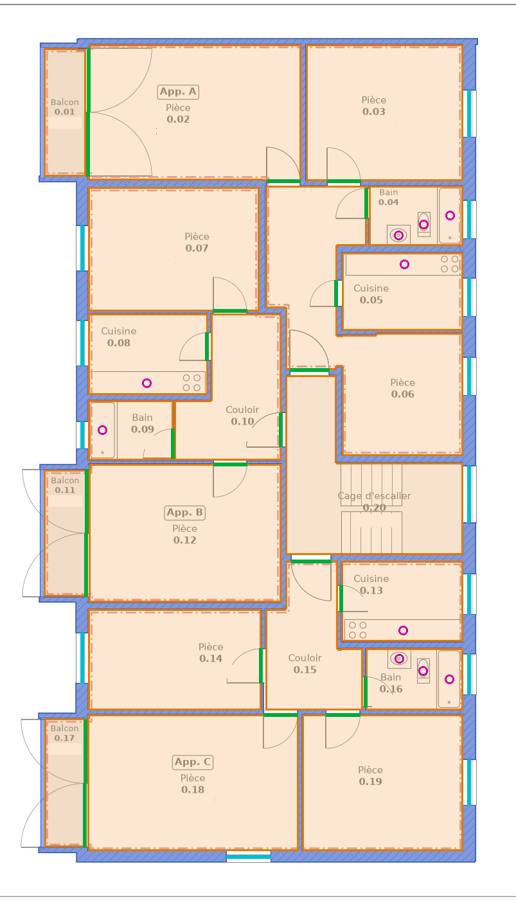 App. A
Pièce
0.02
Balcon
0.01
Pièce
0.03
Bain
0.04
Pièce
0.07
Cuisine
0.05
Cuisine
0.08
Pièce
0.06
Couloir
0.10
Bain
0.09
Balcon
0.11
Cage d'escalier
0.20
App. B
Pièce
0.12
Cuisine
0.13
Pièce
0.14
Couloir
0.15
Bain
0.16
Balcon
0.17
App. C
Pièce
0.18
Pièce
0.19